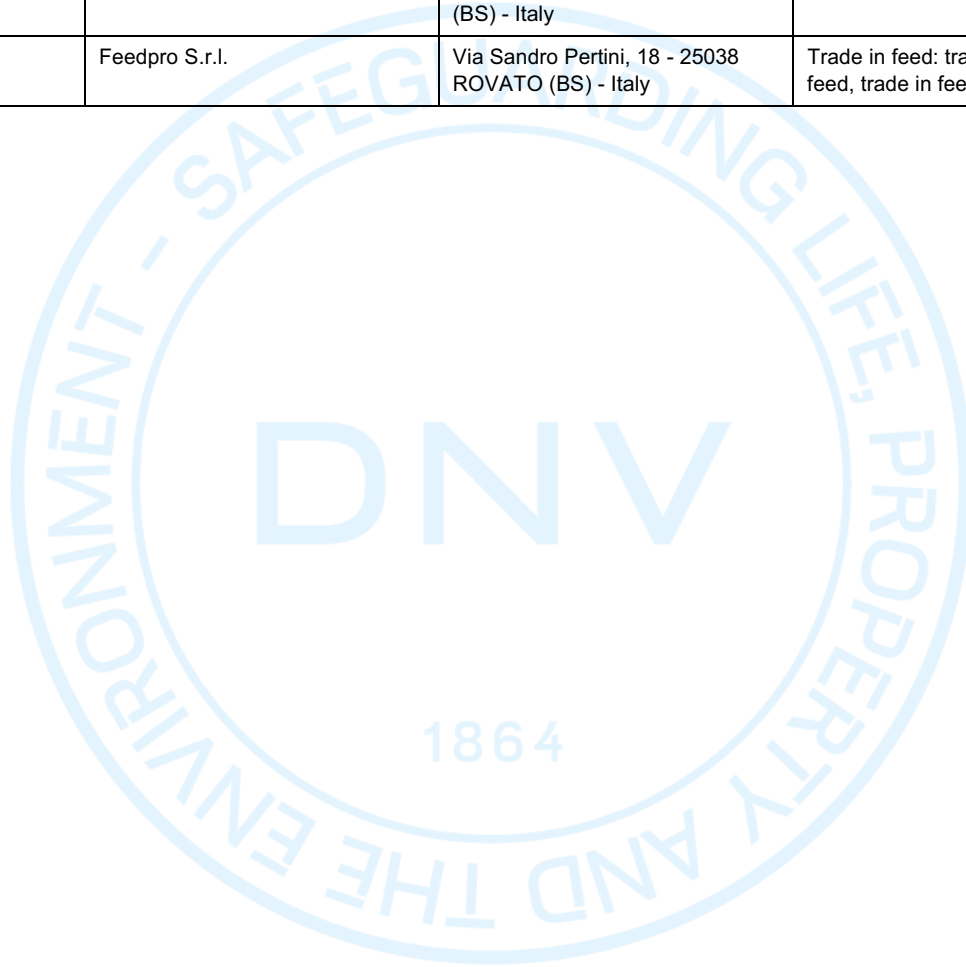 (BS) - Italy
Feedpro S.r.l.
Via Sandro Pertini, 18 - 25038
ROVATO (BS) - Italy
Trade in feed:
feed, trade in
SAFEGUARDING LIFE, PROPERTY AND THE ENVIRONMENT -
DNV
1864